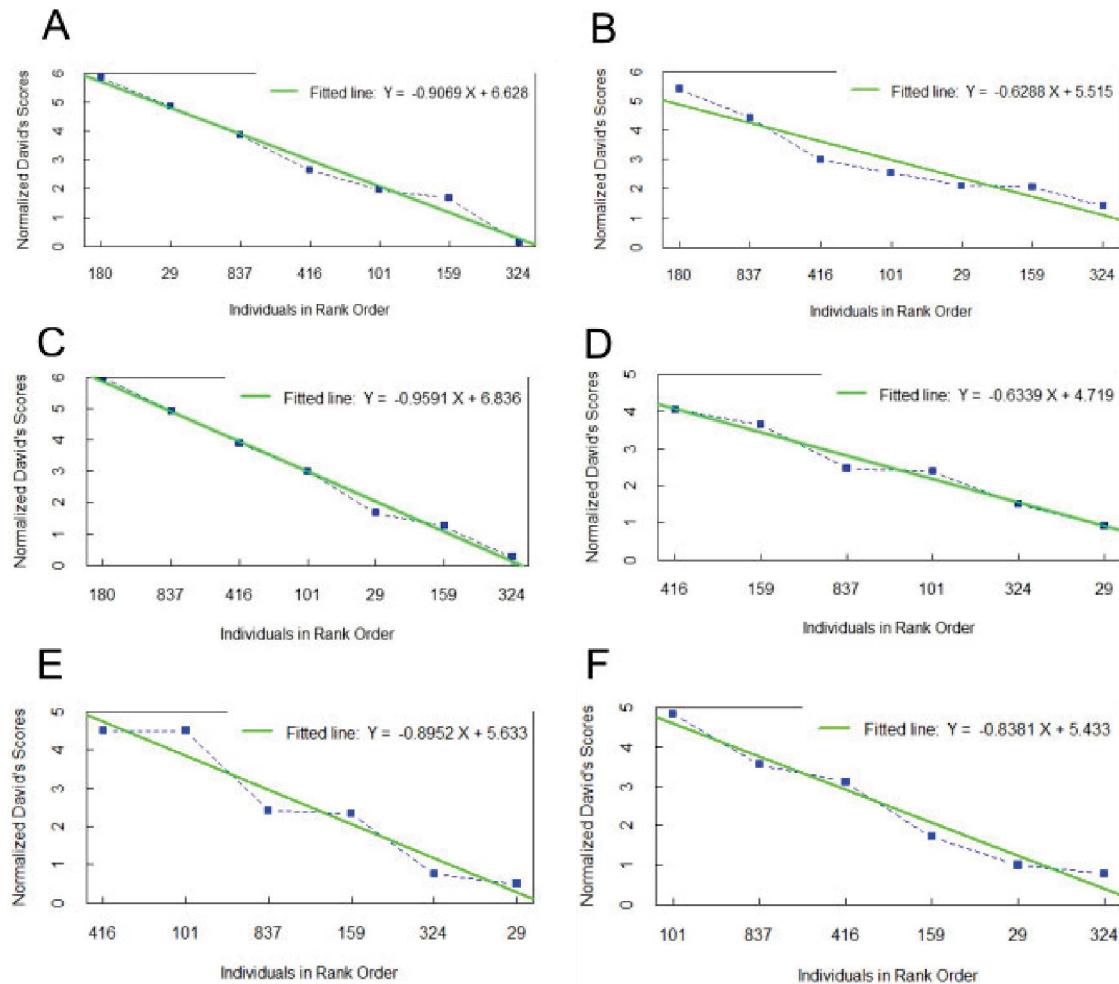 A
Normalized David's Scores
6
5
4
3
2
1
0
Fitted line: Y = -0.9069 X + 6.628
180 29 837 416 101 159 324
Individuals in Rank Order
B
Normalized David's Scores
6
5
4
3
2
1
0
Fitted line: Y = -0.6288 X + 5.515
180 837 416 101 29 159 324
Individuals in Rank Order
C
Normalized David's Scores
6
5
4
3
2
1
0
Fitted line: Y = -0.9591 X + 6.836
180 837 416 101 29 159 324
Individuals in Rank Order
D
Normalized David's Scores
5
4
3
2
1
0
Fitted line: Y = -0.6339 X + 4.719
416 159 837 101 324 29
Individuals in Rank Order
E
Normalized David's Scores
5
4
3
2
1
0
Fitted line: Y = -0.8952 X + 5.633
416 101 837 159 324 29
Individuals in Rank Order
F
Normalized David's Scores
5
4
3
2
1
0
Fitted line: Y = -0.8381 X + 5.433
101 837 416 159 29 324
Individuals in Rank Order